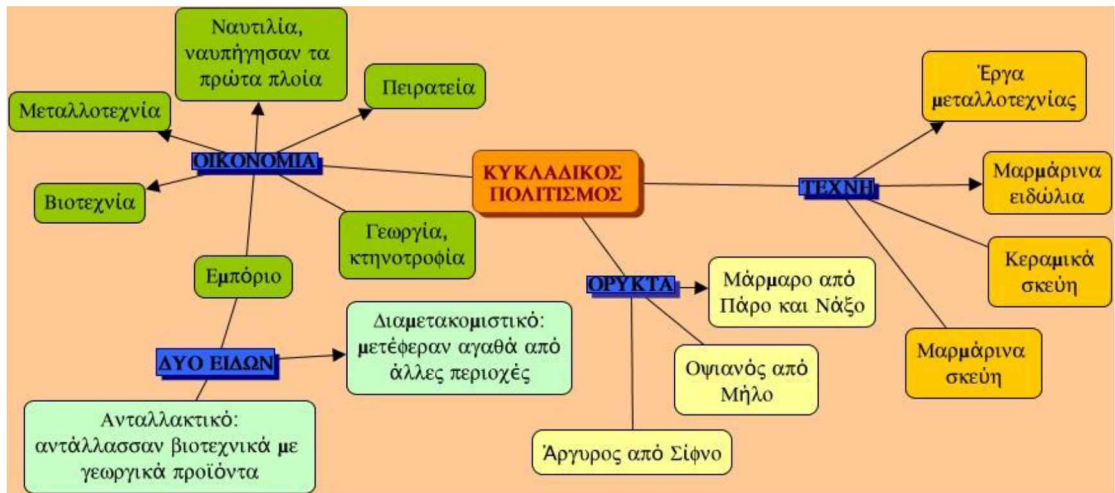 Ναυτιλία,
ναυπήγησαν τα
πρώτα πλοία
Πειρατεία
Μεταλλοτεχνία
ΟΙΚΟΝΟΜΙΑ
Βιοτεχνία
Γεωργία,
κτηνοτροφία
Εμπόριο
ΔΥΟ ΕΙΔΩΝ
Διαμετακομιστικό:
μετέφεραν αγαθά από
άλλες περιοχές
Ανταλλακτικό:
αντάλλασσαν βιοτεχνικά με
γεωργικά προϊόντα
ΚΥΚΛΑΔΙΚΟΣ
ΠΟΛΙΤΙΣΜΟΣ
ΟΡΥΚΤΑ
Μάρμαρο από
Πάρο και Νάξο
Οψιανός από
Μήλο
Άργυρος από Σίφνο
ΤΕΧΝΗ
Έργα
μεταλλοτεχνίας
Μαρμάρινα
ειδώλια
Κεραμικά
σκεύη
Μαρμάρινα
σκεύη